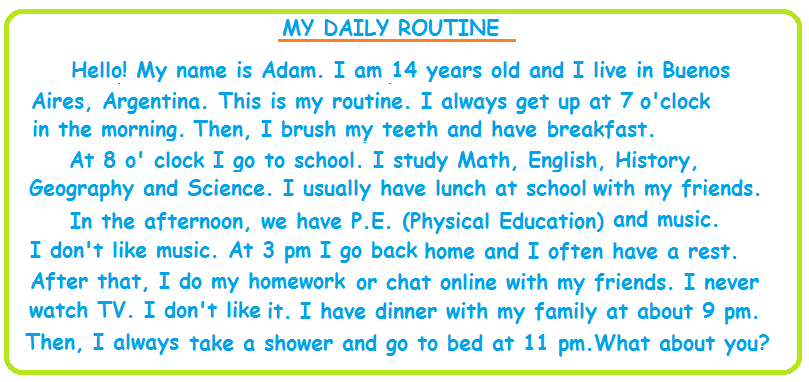 MY DAILY ROUTINE
Hello! My name is Adam. I am 14 years old and I live in Buenos
Aires, Argentina. This is my routine. I always get up at 7 o'clock
in the morning. Then, I brush my teeth and have breakfast.
At 8 o' clock I go to school. I study Math, English, History,
Geography and Science. I usually have lunch at school with my friends.
In the afternoon, we have P.E. (Physical Education) and music.
I don't like music. At 3 pm I go back home and I often have a rest.
After that, I do my homework or chat online with my friends. I never
watch TV. I don't like it. I have dinner with my family at about 9 pm.
Then, I always take a shower and go to bed at 11 pm.What about you?